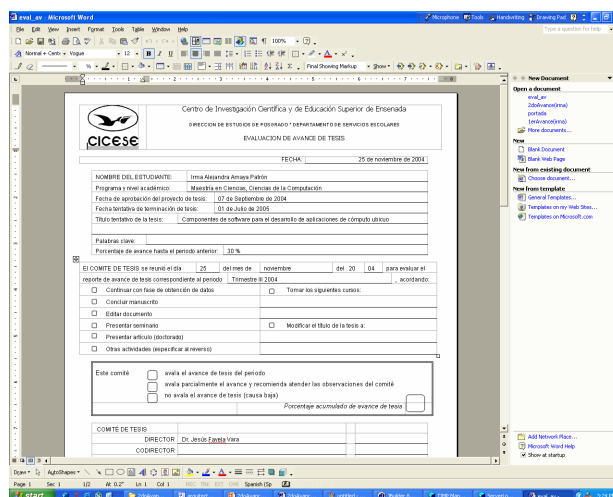 eval_av - Microsoft Word
Microphone Tools Handwriting Drawing Pad
File Edit View Insert Format Tools Table Window Help
Type a question for help
100%
Normal + Centr Vogue 12 B I U
Final Showing Markup Show
New Document
Open a document
eval_av
2doAvance(irma)
portada
1erAvance(irma)
More documents...
New
Blank Document
Blank Web Page
New from existing document
Choose document...
New from template
General Templates...
Templates on my Web Sites...
Templates on Microsoft.com
CICESE
Centro de Investigación Científica y de Educación Superior de Ensenada
DIRECCION DE ESTUDIOS DE POSGRADO * DEPARTAMENTO DE SERVICIOS ESCOLARES
EVALUACION DE AVANCE DE TESIS
FECHA: 25 de noviembre de 2004
NOMBRE DEL ESTUDIANTE: Irma Alejandra Amaya Patrón
Programa y nivel académico: Maestría en Ciencias, Ciencias de la Computación
Fecha de aprobación del proyecto de tesis: 07 de Septiembre de 2004
Fecha tentativa de terminación de tesis: 01 de Julio de 2005
Título tentativo de la tesis: Componentes de software para el desarrollo de aplicaciones de cómputo ubicuo
Palabras clave:
Porcentaje de avance hasta el periodo anterior: 30 %
El COMITE DE TESIS se reunió el día 25 del mes de noviembre del 20 04 para evaluar el
reporte de avance de tesis correspondiente al periodo Trimestre III 2004 , acordando:
Continuar con fase de obtención de datos Tomar los siguientes cursos:
Concluir manuscrito
Editar documento
Presentar seminario Modificar el título de la tesis a:
Presentar artículo (doctorado)
Otras actividades (especificar al reverso)
Este comité avala el avance de tesis del periodo
avala parcialmente el avance y recomienda atender las observaciones del comité
no avala el avance de tesis (causa baja)
Porcentaje acumulado de avance de tesis
COMITÉ DE TESIS
DIRECTOR Dr. Jesús Favela Vara
CODIRECTOR
Add Network Place...
Microsoft Word Help
Show at startup
Draw AutoShapes
Page 1 Sec 1 1/2 At 0.2" Ln 1 Col 1 REC TRK EXT OVR Spanish (Sp
start